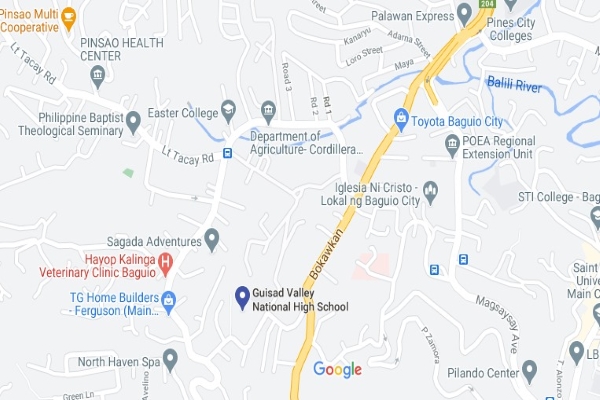 Pinsao Multi
Cooperative
Palawan Express
204
Pines City
Colleges
Kanaryu
Adarna Street
Loro Street
Maya
PINSAO HEALTH
CENTER
Lt Tacay Rd
Road 3
Rd 2
Rd 1
Balili River
Easter College
Philippine Baptist
Theological Seminary
Department of
Agriculture- Cordillera...
Toyota Baguio City
POEA Regional
Extension Unit
Lt Tacay Rd
Iglesia Ni Cristo -
Lokal ng Baguio City
STI College - Bag
Sagada Adventures
Hayop Kalinga
Veterinary Clinic Baguio
Bokawkan
Saint
Univer
Main C
TG Home Builders
- Ferguson (Main...
Guisad Valley
National High School
Magsaysay Ave
P Zamora
North Haven Spa
Google
Pilando Center
LB
T. Alonzo
Avelino
Green Ln